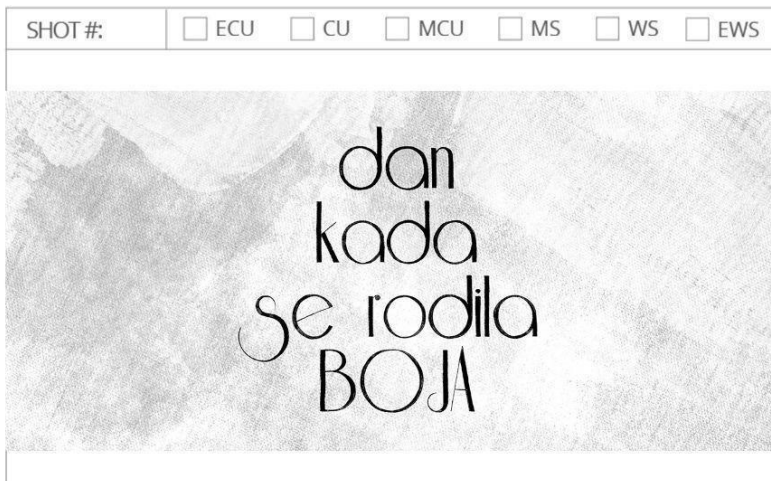 SHOT #: ECU CU MCU MS WS EWS
dan
kada
se rodila
BOJA